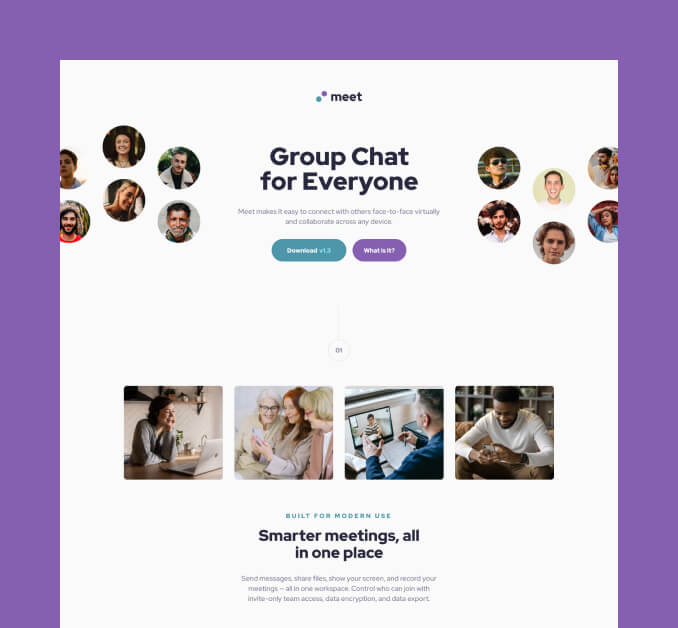 meet
Group Chat
for Everyone
Meet makes it easy to connect with others face-to-face virtually
and collaborate across any device.
Download v1.3
What is it?
01
BUILT FOR MODERN USE
Smarter meetings, all
in one place
Send messages, share files, show your screen, and record your
meetings — all in one workspace. Control who can join with
invite-only team access, data encryption, and data export.